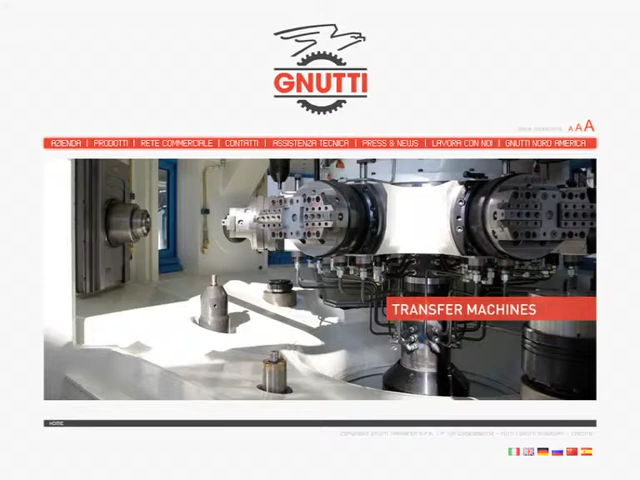 GNUTTI
A A A
AZIENDA | PRODOTTI | RETE COMMERCIALE | CONTATTI | ASSISTENZA TECNICA | PRESS & NEWS | LAVORA CON NOI | GNUTTI NORD AMERICA
TRANSFER MACHINES
HOME